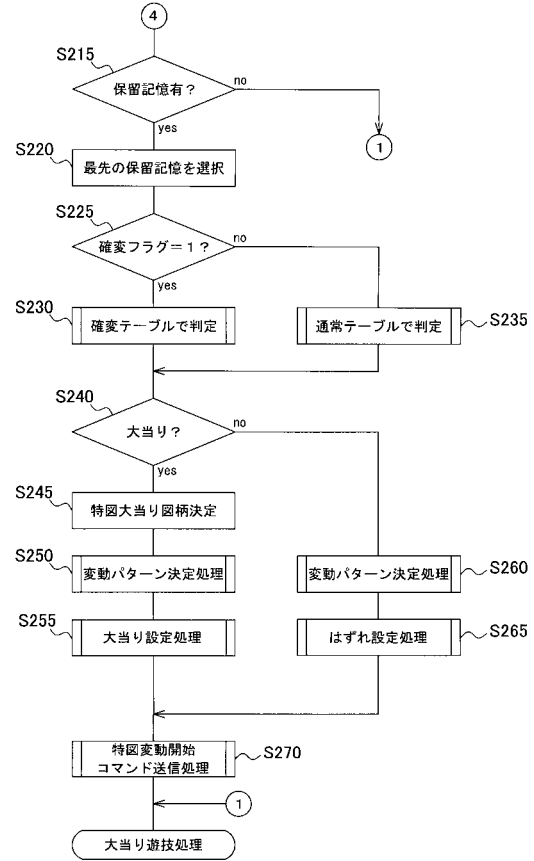 4
S215
保留記憶有？
no
yes
1
S220
最先の保留記憶を選択
S225
確変フラグ＝１？
no
yes
S230
確変テーブルで判定
通常テーブルで判定
S235
S240
大当り？
no
yes
S245
特図大当り図柄決定
S250
変動パターン決定処理
変動パターン決定処理
S260
S255
大当り設定処理
はずれ設定処理
S265
特図変動開始
コマンド送信処理
S270
1
大当り遊技処理